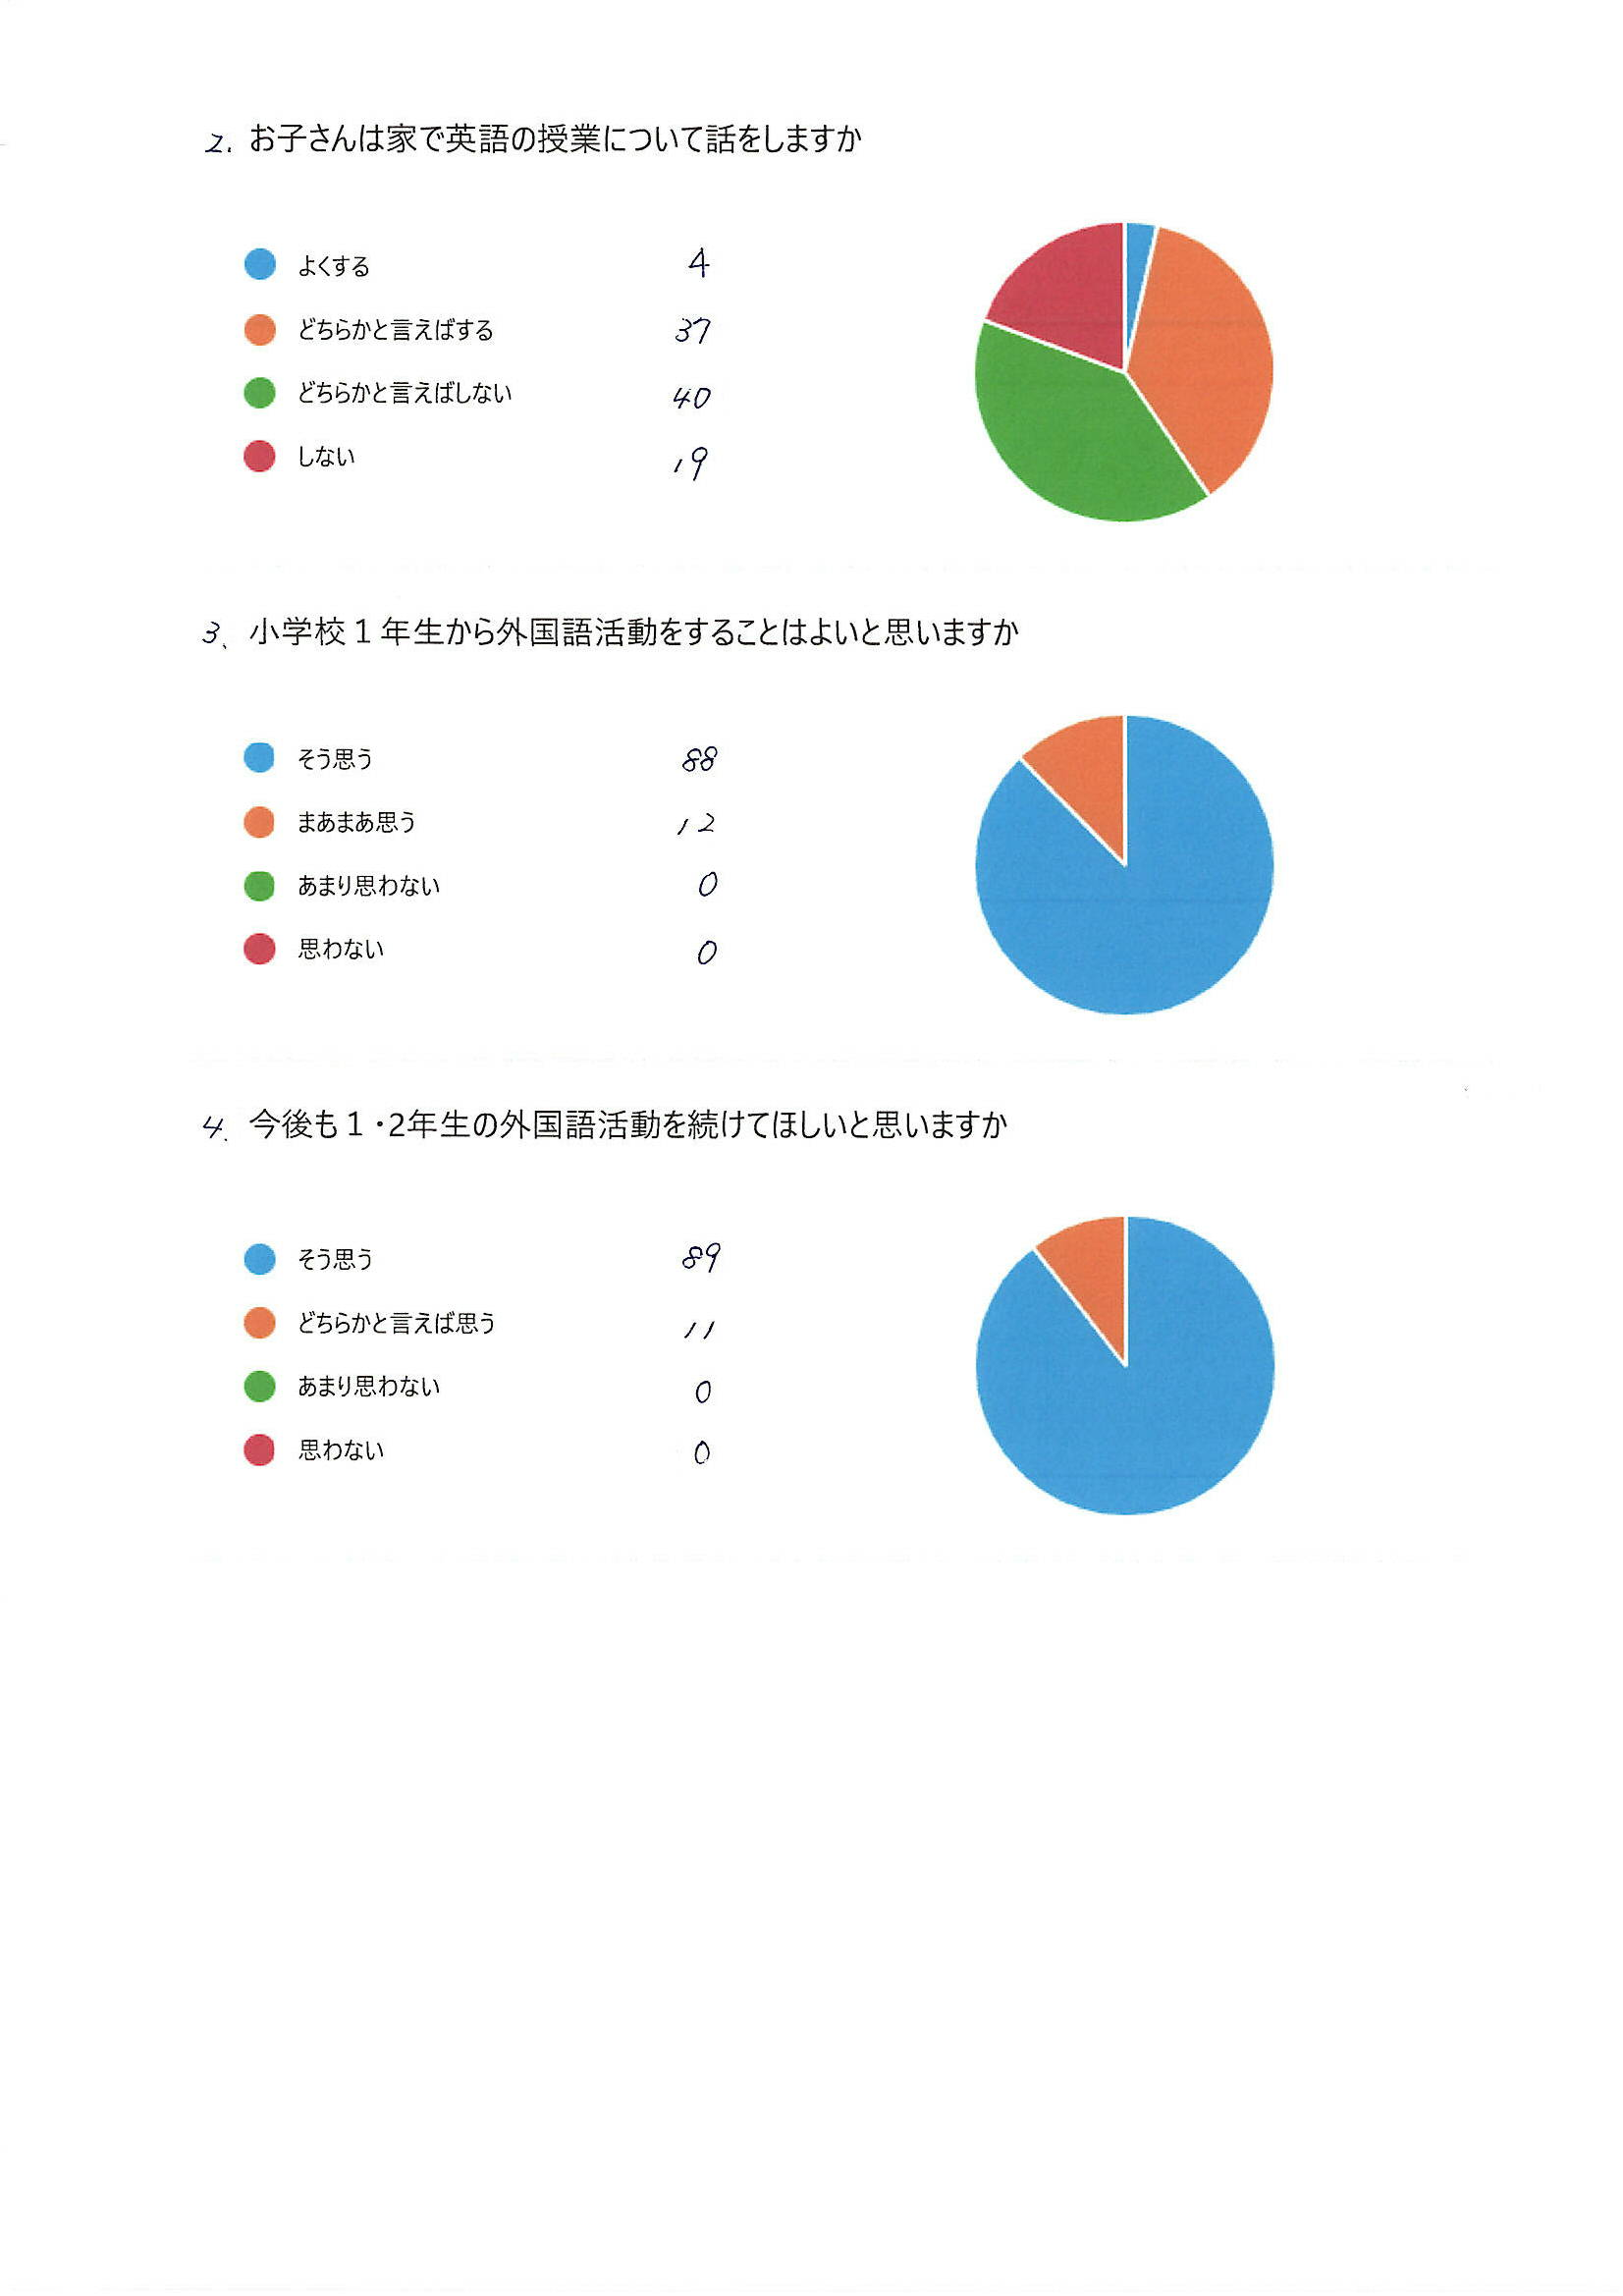 2. お子さんは家で英語の授業について話をしますか
よくする 4
どちらかと言えばする 37
どちらかと言えばしない 40
しない 19
3、小学校１年生から外国語活動をすることはよいと思いますか
そう思う 88
まあまあ思う 12
あまり思わない 0
思わない 0
4. 今後も１・2年生の外国語活動を続けてほしいと思いますか
そう思う 89
どちらかと言えば思う 11
あまり思わない 0
思わない 0